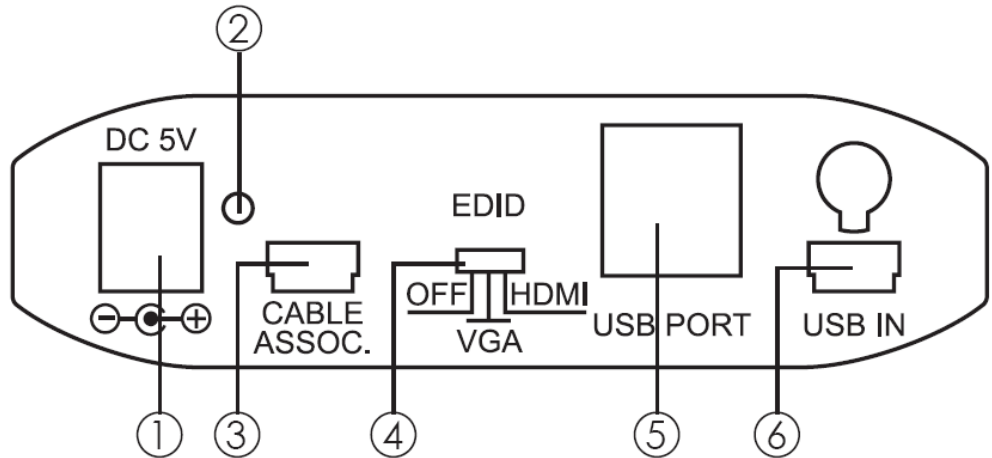 ②
DC 5V
EDID
OFF HDMI
VGA
CABLE
ASSOC.
USB PORT
USB IN
① ③ ④ ⑤ ⑥